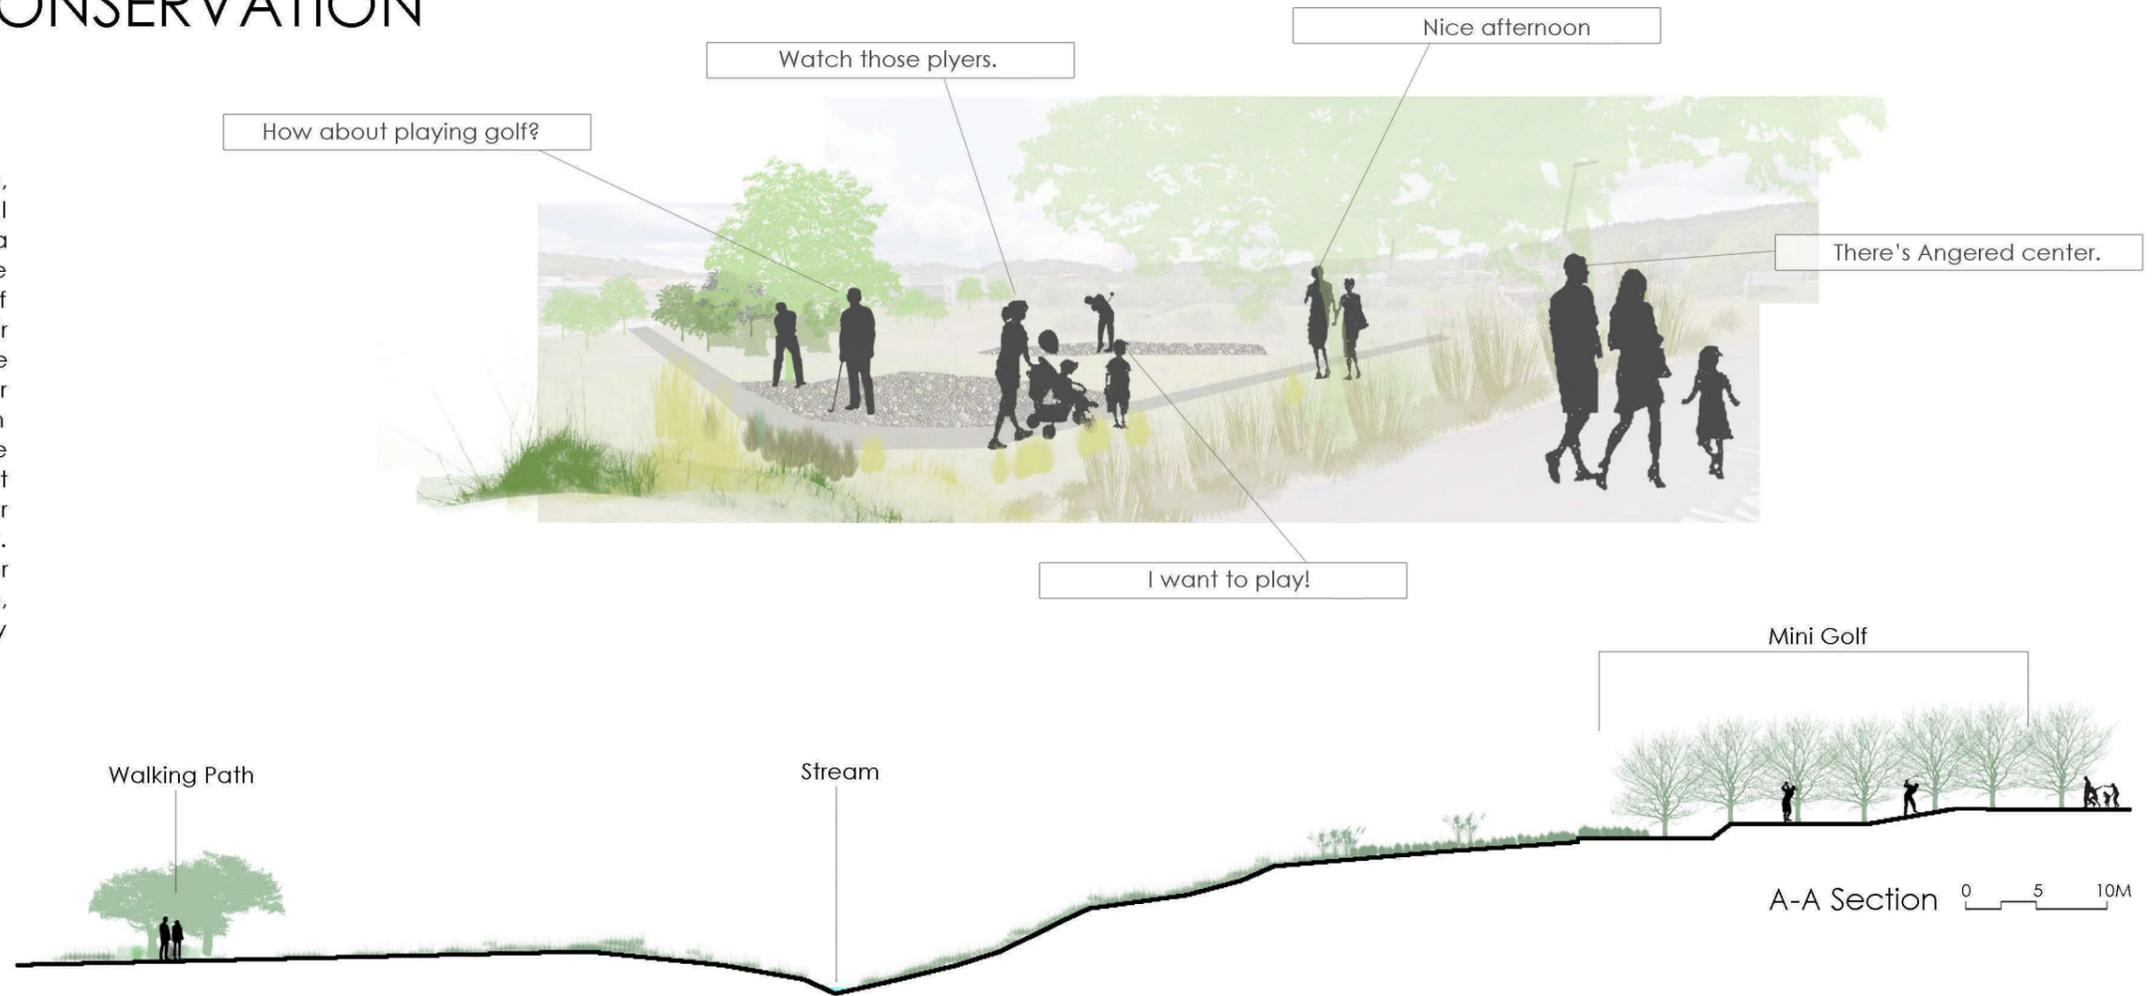 ONSERVATION
Nice afternoon
Watch those plyers.
How about playing golf?
There's Angered center.
I want to play!
Mini Golf
Walking Path
Stream
A-A Section
0 5 10M